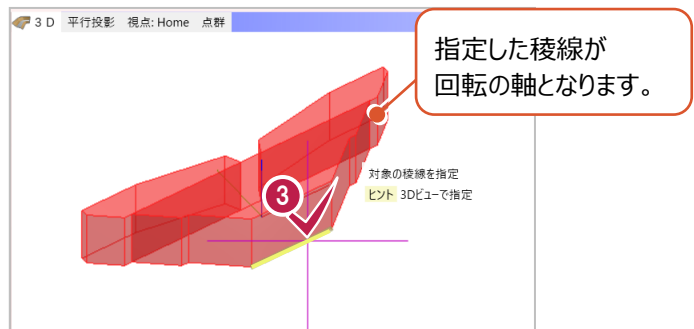 3 D 平行投影 視点: Home 点群
指定した稜線が
回転の軸となります。
対象の稜線を指定
ヒント 3Dビューで指定
3